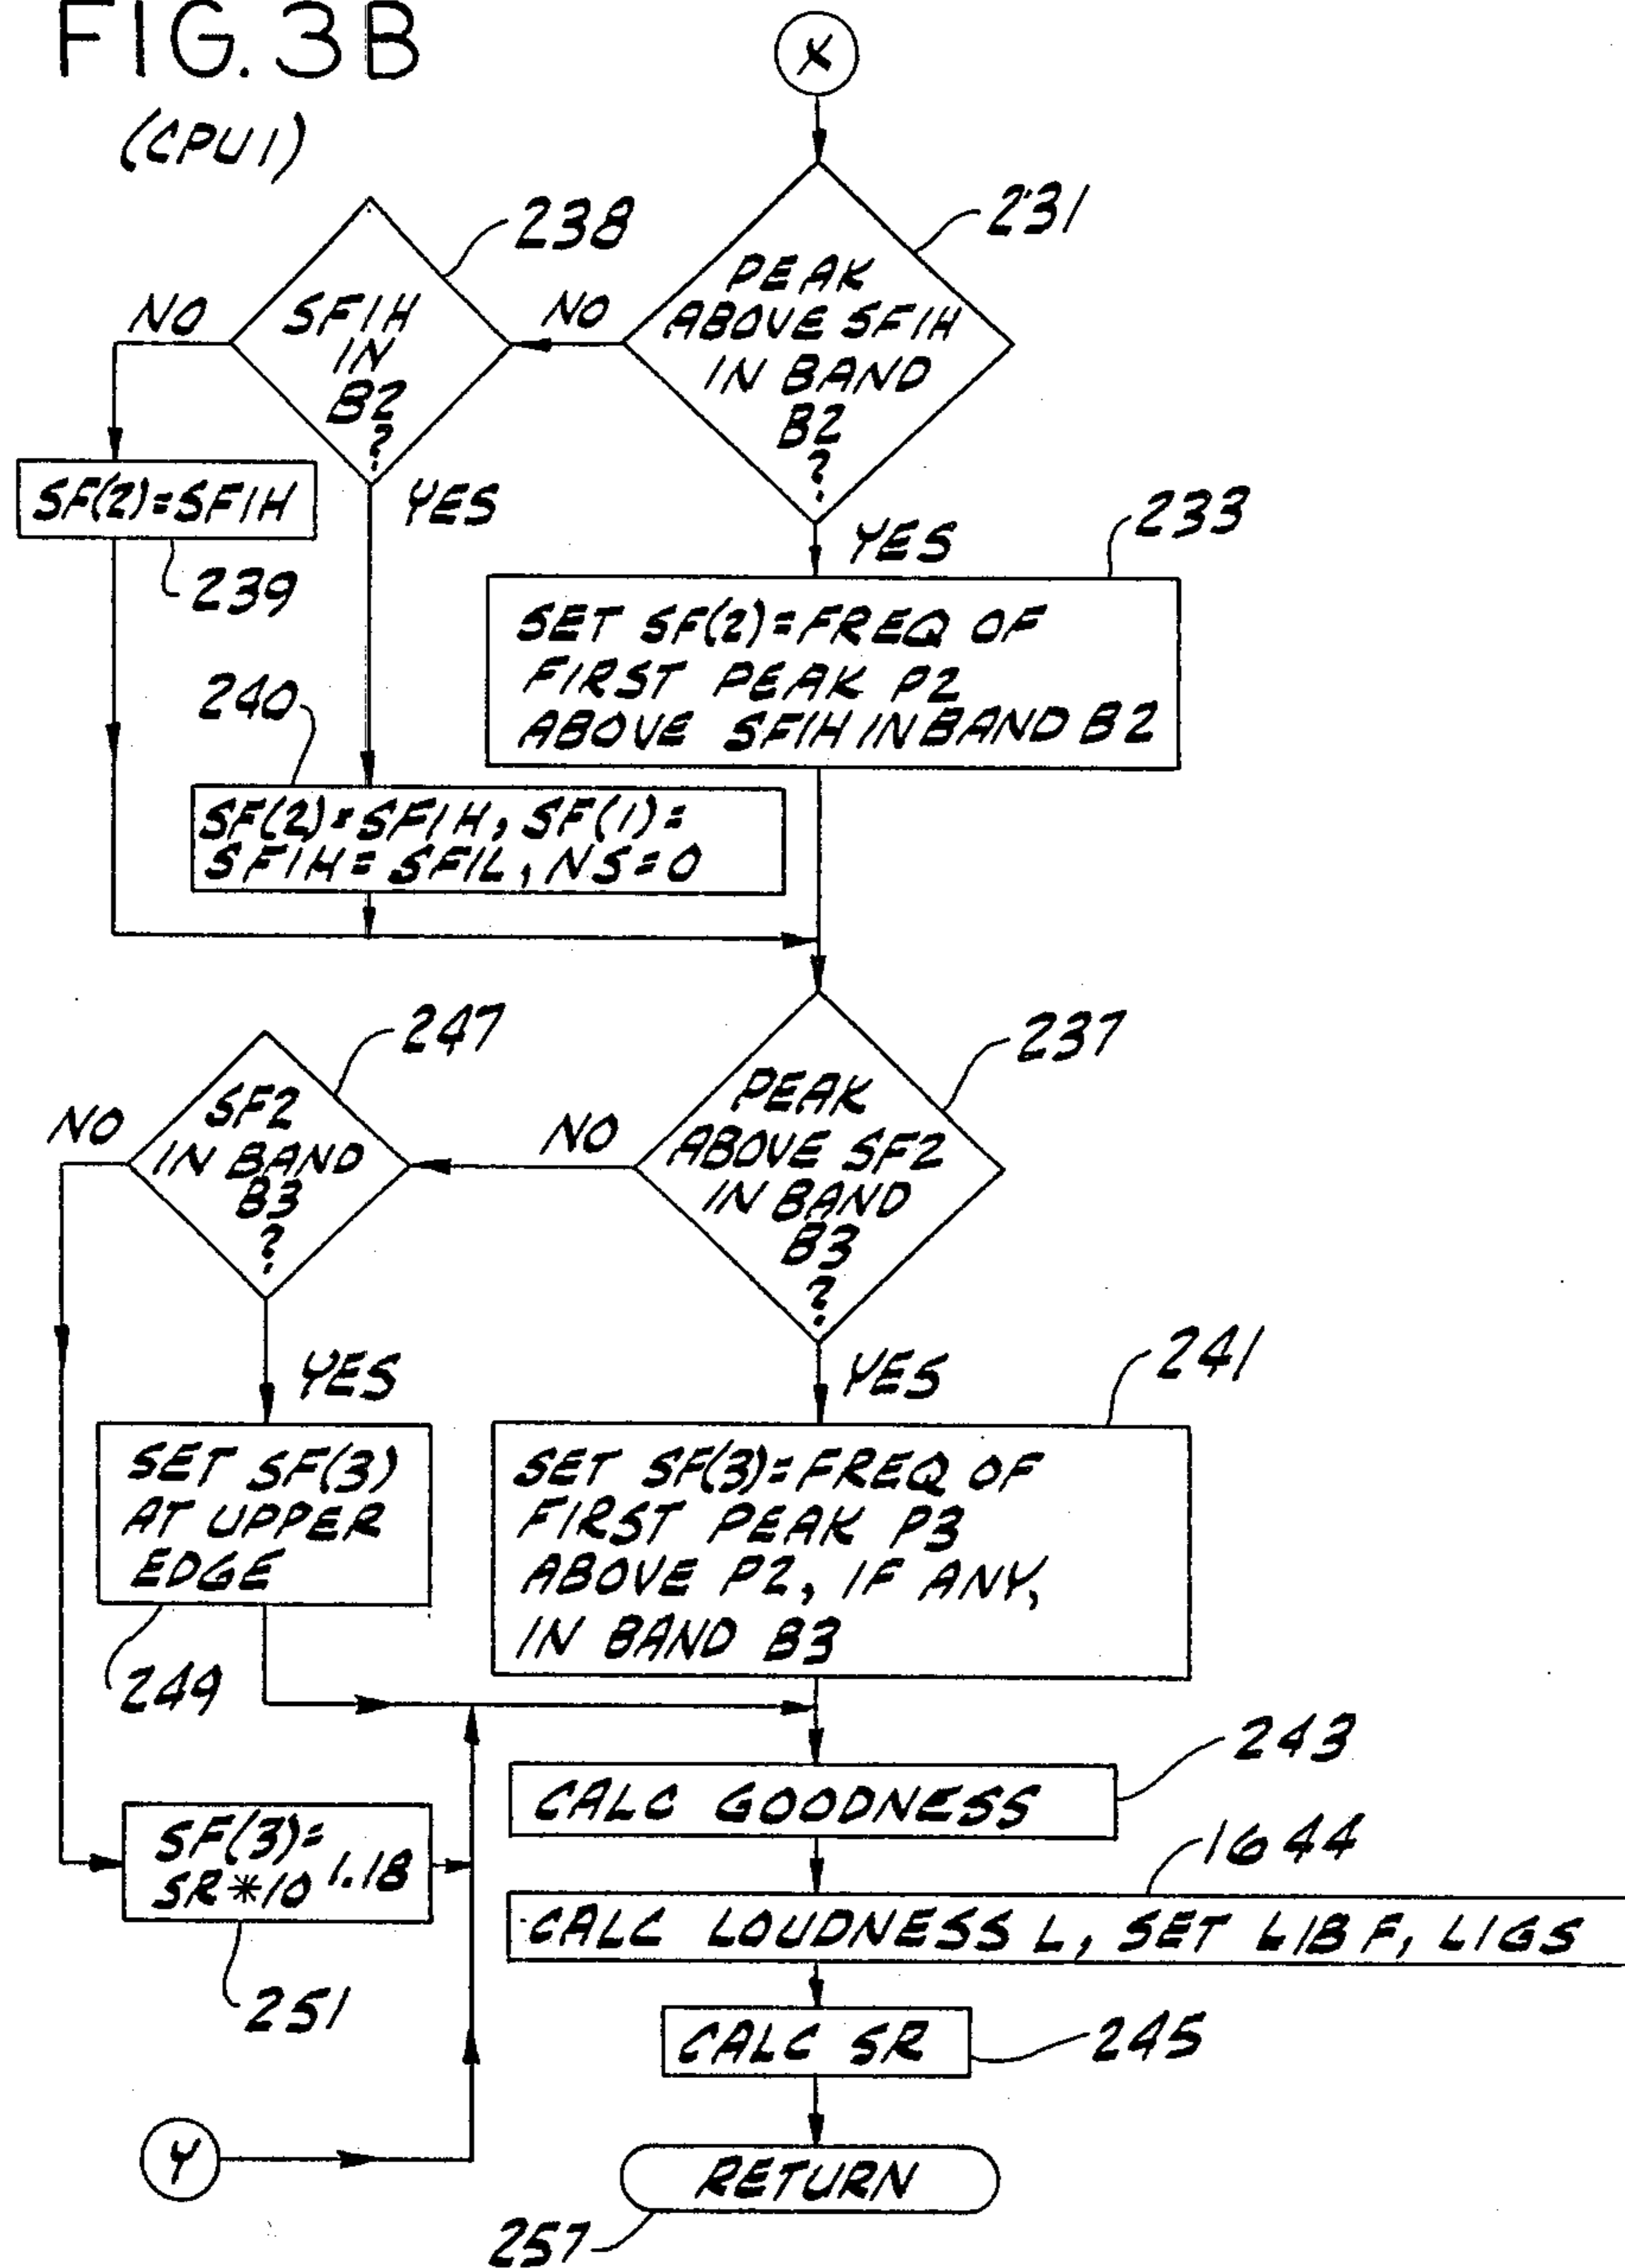 FIG. 3B
(CPU1)
X
231
PEAK
ABOVE SF1H
IN BAND
B2
?
238
SF1H
IN
B2
?
NO
NO
YES
YES
SF(2)=SF1H
239
233
SET SF(2)=FREQ OF
FIRST PEAK P2
ABOVE SF1H IN BAND B2
240
SF(2)=SF1H, SF(1)=
SF1H=SF1L, NS=0
247
SF2
IN BAND
B3
?
NO
NO
237
PEAK
ABOVE SF2
IN BAND
B3
?
YES
YES
241
SET SF(3)
AT UPPER
EDGE
249
SET SF(3)=FREQ OF
FIRST PEAK P3
ABOVE P2, IF ANY,
IN BAND B3
243
CALC GOODNESS
1644
CALC LOUDNESS L, SET LIBF, LIGS
SF(3)=
SR*10 1.18
251
CALC SR
245
Y
RETURN
257